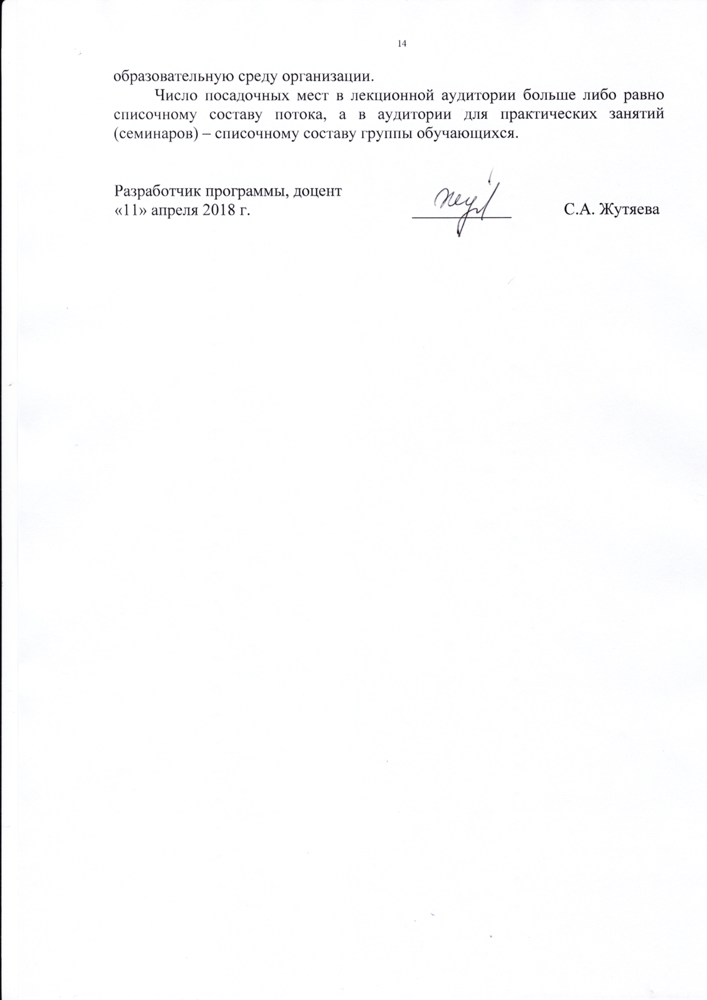 14
образовательную среду организации.
Число посадочных мест в лекционной аудитории больше либо равно
списочному составу потока, а в аудитории для практических занятий
(семинаров) – списочному составу группы обучающихся.
Разработчик программы, доцент
«11» апреля 2018 г. С.А. Жутяева